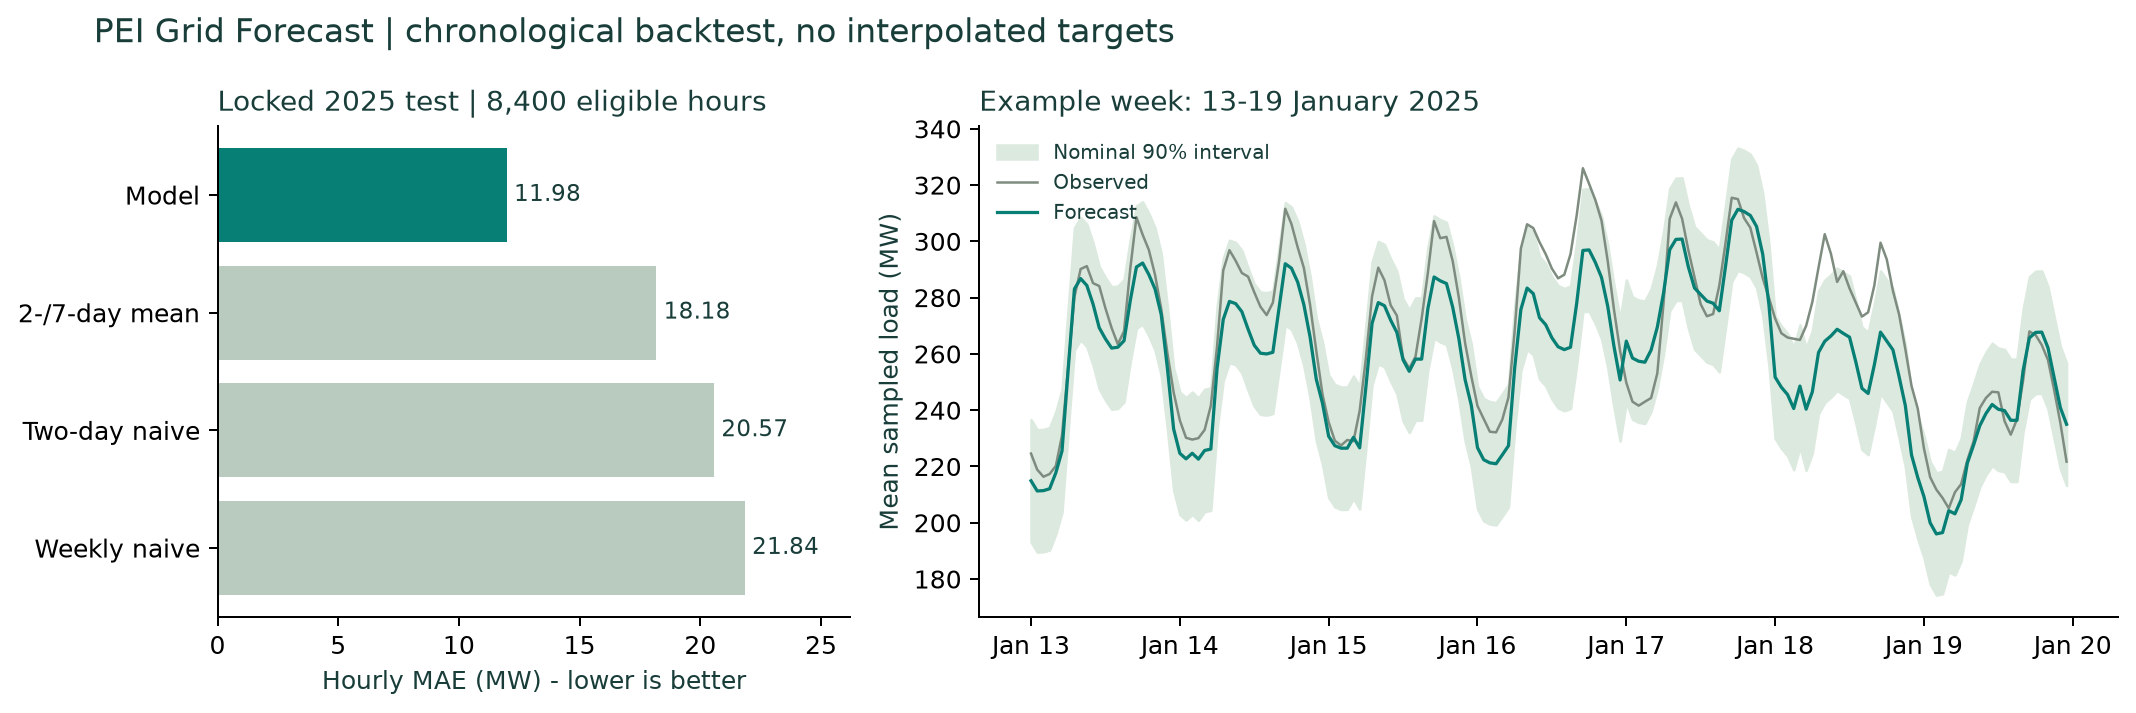 PEI Grid Forecast | chronological backtest, no interpolated targets
Locked 2025 test | 8,400 eligible hours
Model
11.98
2-/7-day mean
18.18
Two-day naive
20.57
Weekly naive
21.84
0 5 10 15 20 25
Hourly MAE (MW) - lower is better
Example week: 13-19 January 2025
Nominal 90% interval
Observed
Forecast
Mean sampled load (MW)
340
320
300
280
260
240
220
200
180
Jan 13 Jan 14 Jan 15 Jan 16 Jan 17 Jan 18 Jan 19 Jan 20